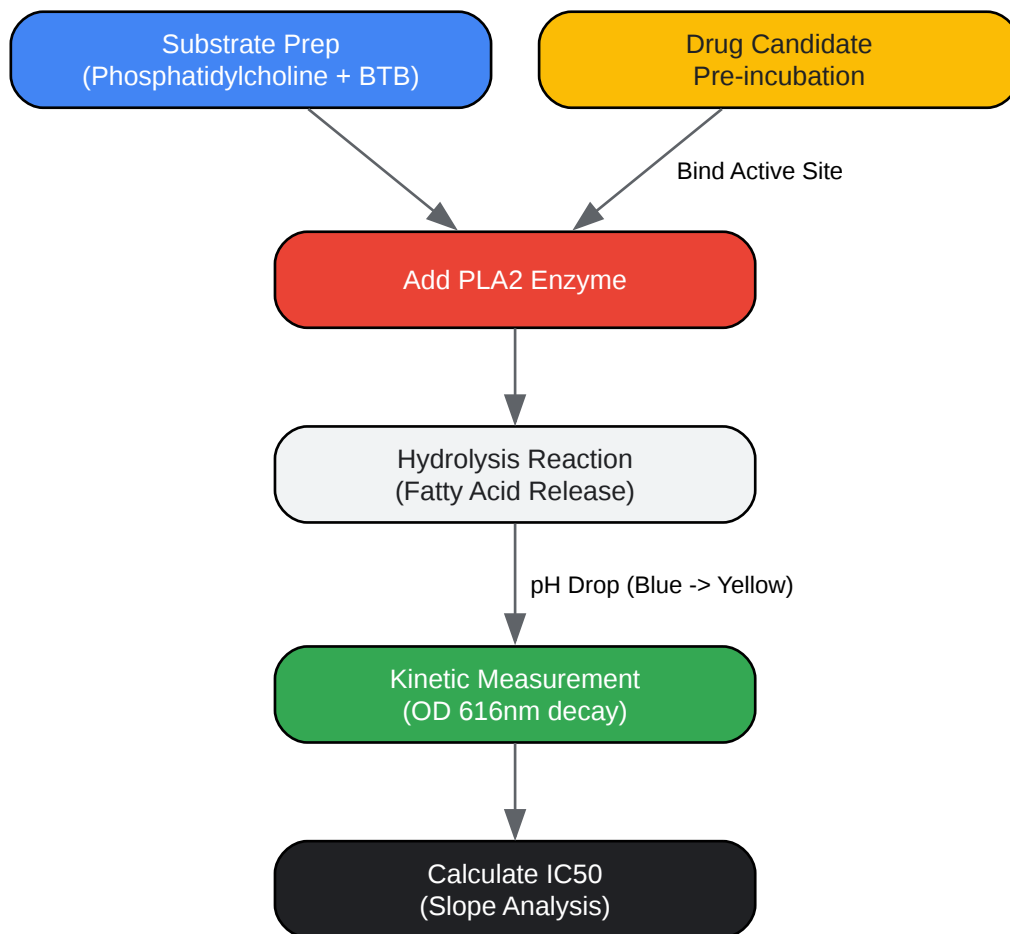 Substrate Prep
(Phosphatidylcholine + BTB)
Drug Candidate
Pre-incubation
Bind Active Site
Add PLA2 Enzyme
Hydrolysis Reaction
(Fatty Acid Release)
pH Drop (Blue -> Yellow)
Kinetic Measurement
(OD 616nm decay)
Calculate IC50
(Slope Analysis)